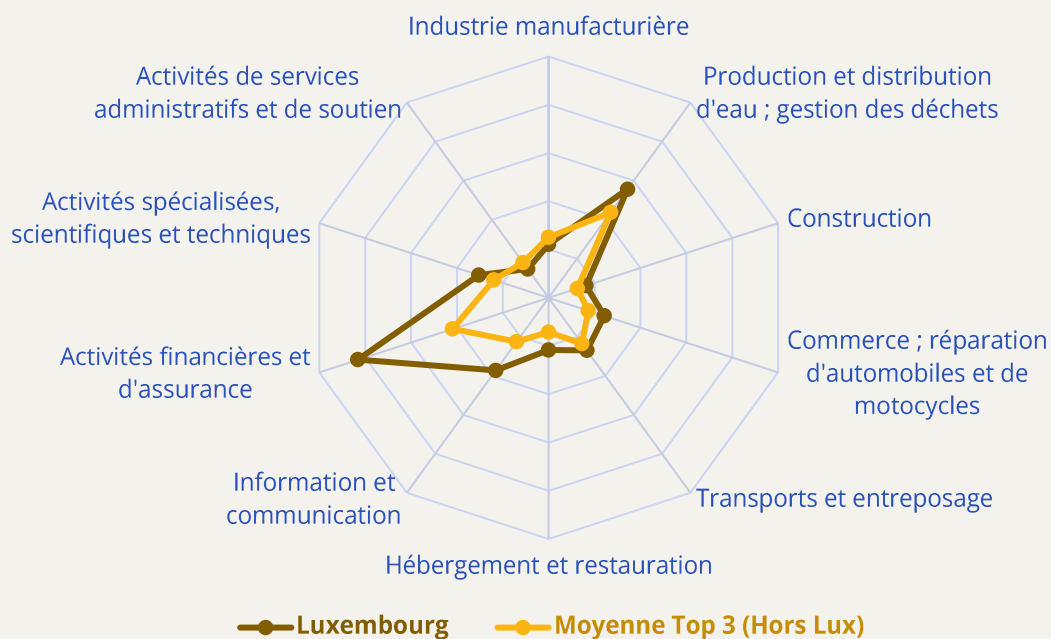 Industrie manufacturière
Production et distribution
d'eau ; gestion des déchets
Construction
Commerce ; réparation
d'automobiles et de
motocycles
Transports et entreposage
Hébergement et restauration
Information et
communication
Activités financières et
d'assurance
Activités spécialisées,
scientifiques et techniques
Activités de services
administratifs et de soutien
Luxembourg
Moyenne Top 3 (Hors Lux)